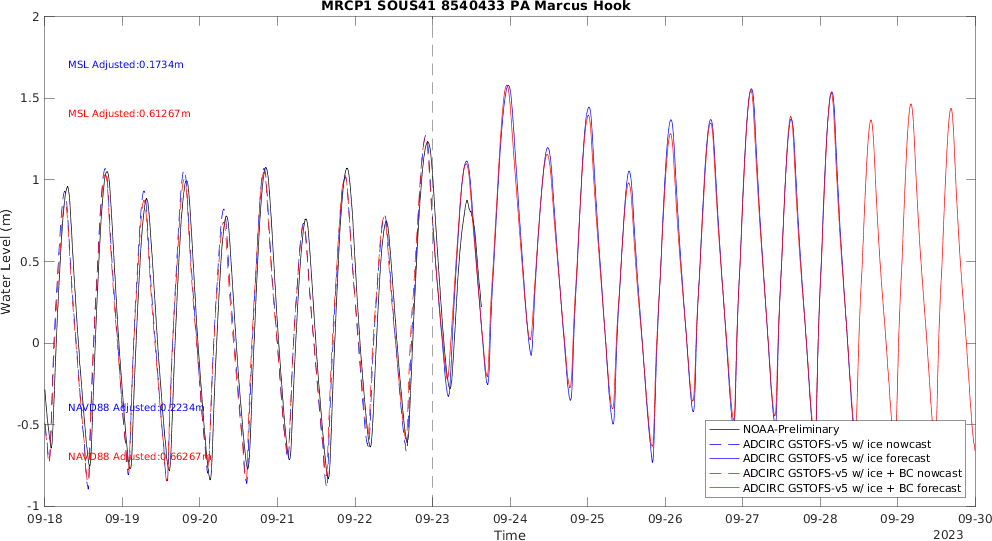 MRCP1 SOUS41 8540433 PA Marcus Hook
Water Level (m)
2
1.5
1
0.5
0
-0.5
-1
MSL Adjusted:0.1734m
MSL Adjusted:0.61267m
NAVD88 Adjusted:0.2234m
NAVD88 Adjusted:0.66267m
NOAA-Preliminary
ADCIRC GSTOFS-v5 w/ ice nowcast
ADCIRC GSTOFS-v5 w/ ice forecast
ADCIRC GSTOFS-v5 w/ ice + BC nowcast
ADCIRC GSTOFS-v5 w/ ice + BC forecast
09-18 09-19 09-20 09-21 09-22 09-23 09-24 09-25 09-26 09-27 09-28 09-29 09-30
Time
2023